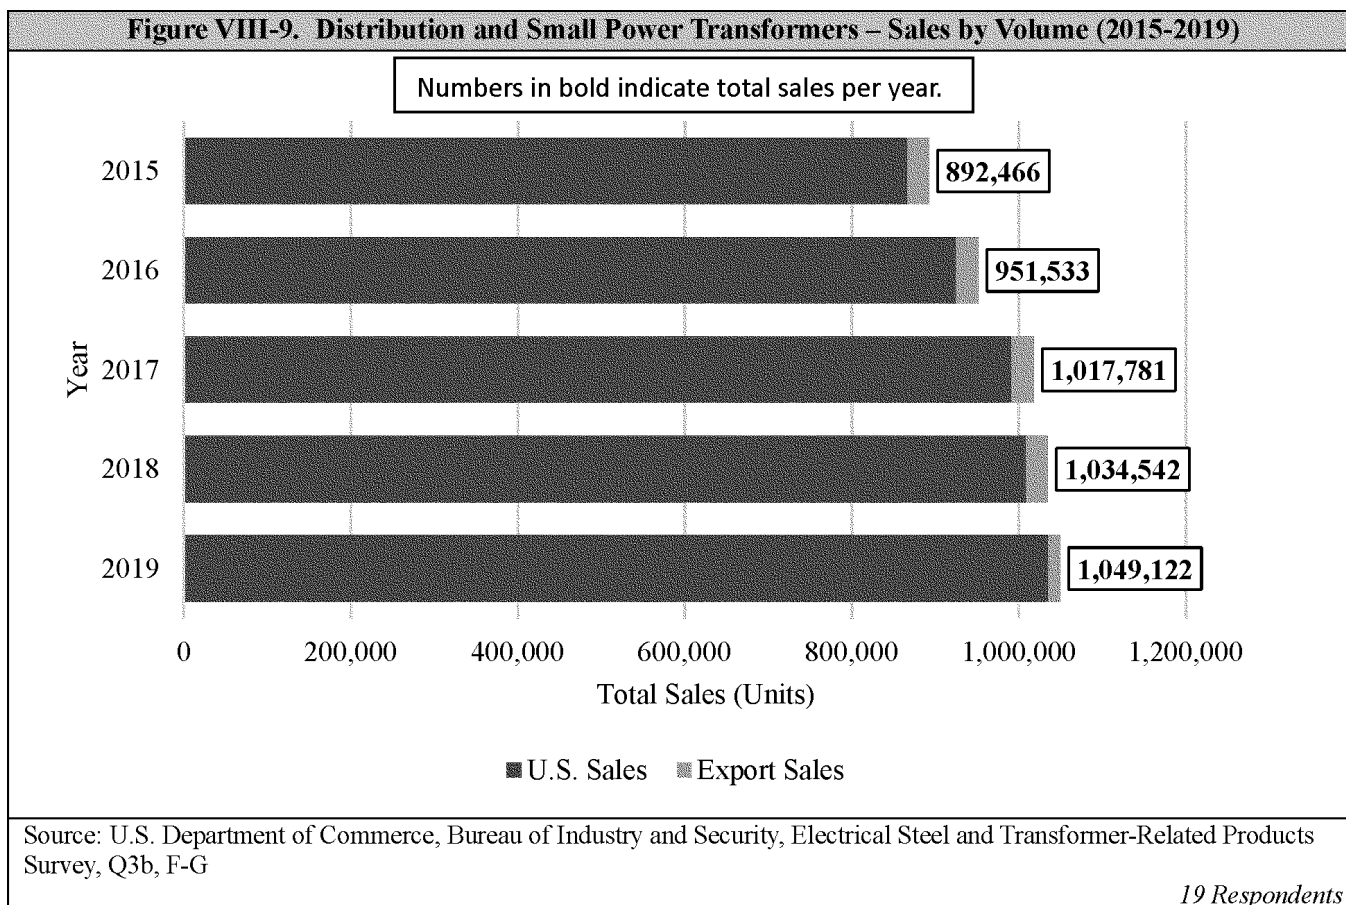 Figure VIII-9. Distribution and Small Power Transformers – Sales by Volume (2015-2019)
Numbers in bold indicate total sales per year.
2015
892,466
2016
951,533
Year
2017
1,017,781
2018
1,034,542
2019
1,049,122
0 200,000 400,000 600,000 800,000 1,000,000 1,200,000
Total Sales (Units)
U.S. Sales Export Sales
Source: U.S. Department of Commerce, Bureau of Industry and Security, Electrical Steel and Transformer-Related Products
Survey, Q3b, F-G
19 Respondents